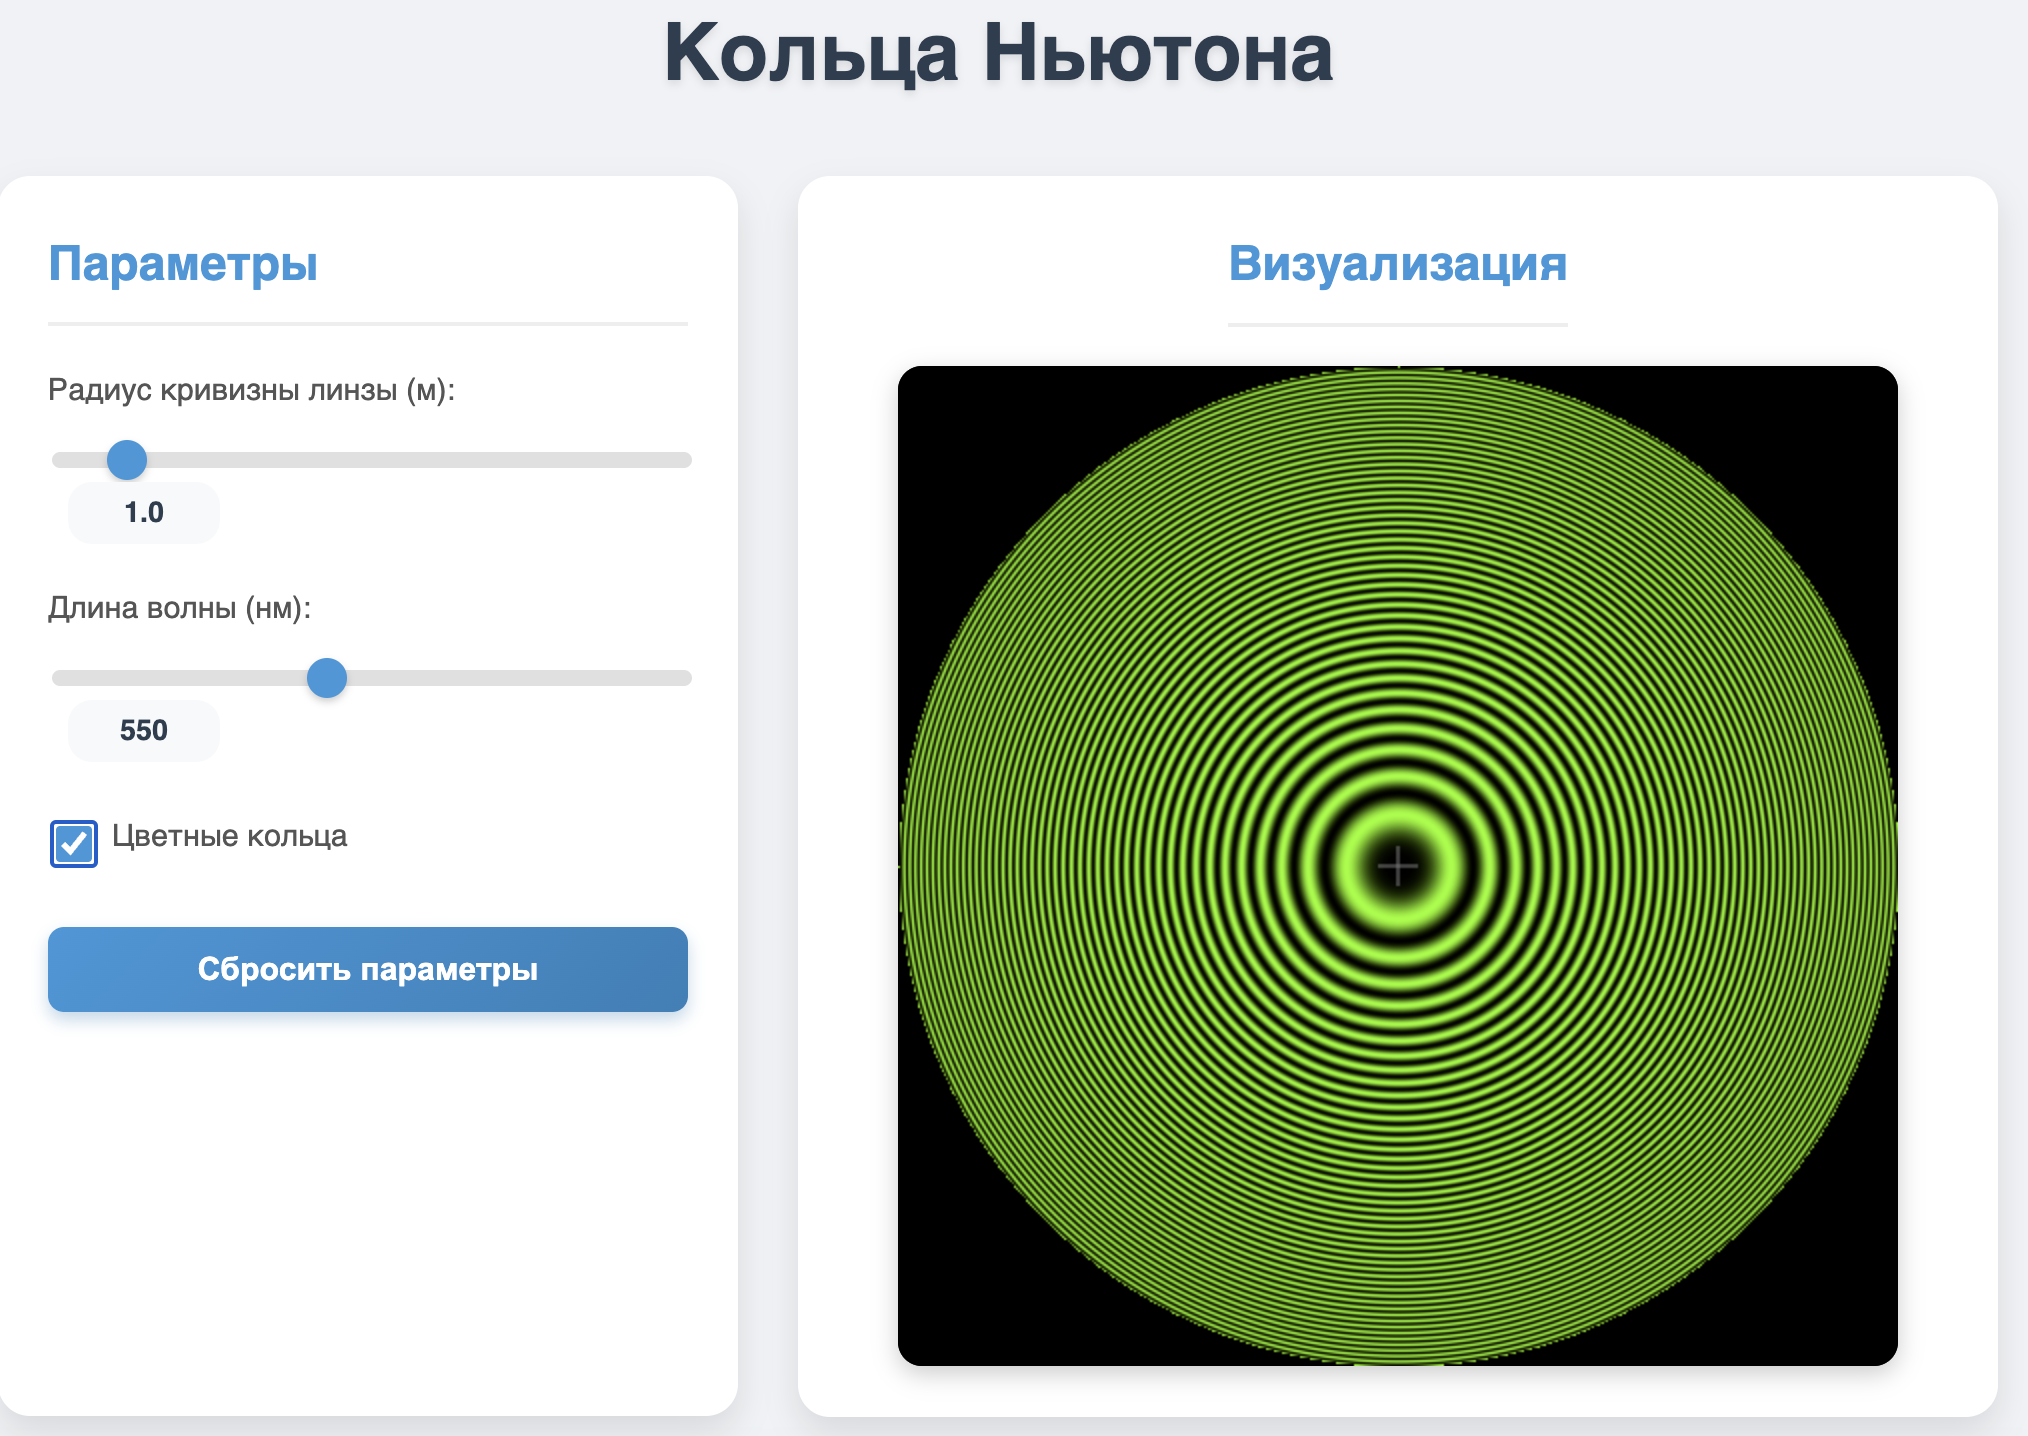 Кольца Ньютона
Параметры
Радиус кривизны линзы (м):
1.0
Длина волны (нм):
550
Цветные кольца
Сбросить параметры
Визуализация